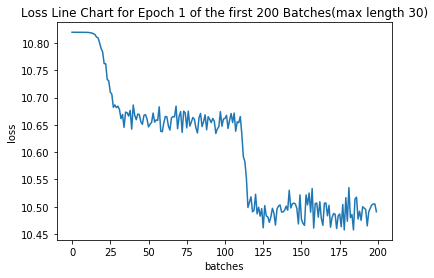 Loss Line Chart for Epoch 1 of the first 200 Batches(max length 30)
10.80
10.75
10.70
10.65
10.60
10.55
10.50
10.45
loss
0 25 50 75 100 125 150 175 200
batches